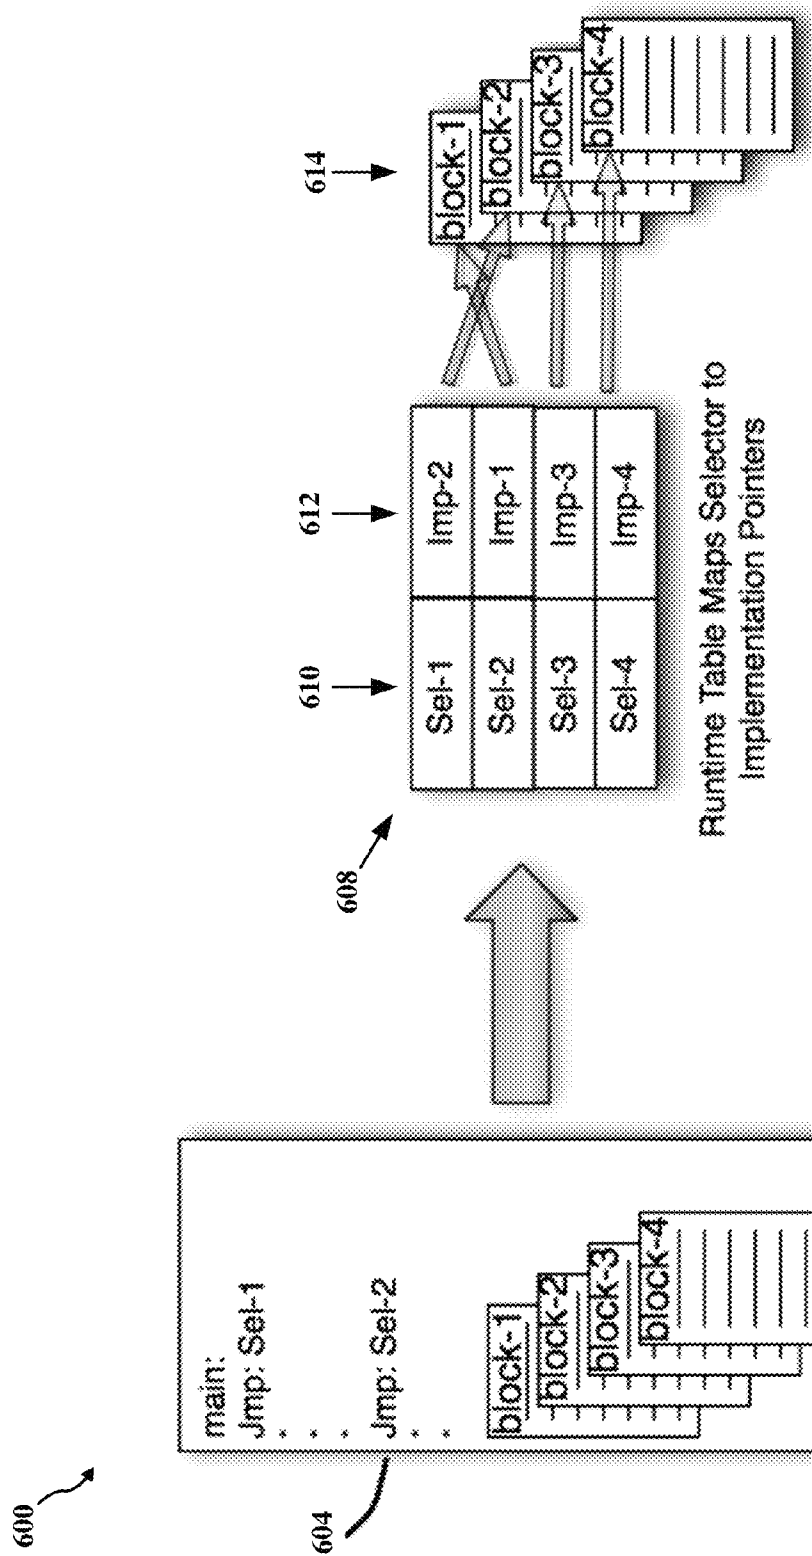 600
604
main:
Jmp: Sel-1
.
.
.
Jmp: Sel-2
.
.
block-1
block-2
block-3
block-4
608
610
612
Sel-1 Imp-2
Sel-2 Imp-1
Sel-3 Imp-3
Sel-4 Imp-4
Runtime Table Maps Selector to
Implementation Pointers
614
block-1
block-2
block-3
block-4